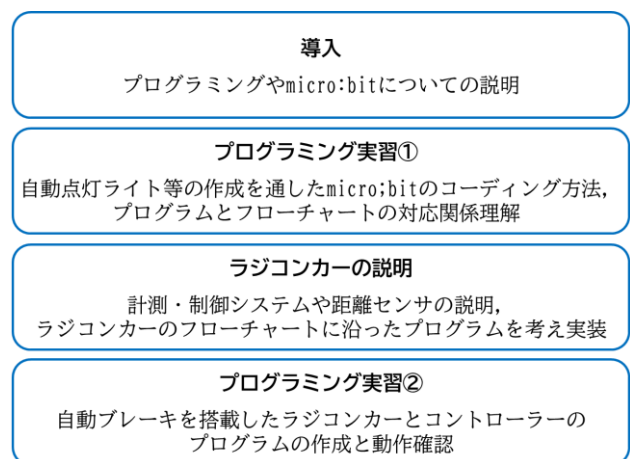 導入
プログラミングやmicro:bitについての説明
プログラミング実習①
自動点灯ライト等の作成を通したmicro;bitのコーディング方法,
プログラムとフローチャートの対応関係理解
ラジコンカーの説明
計測・制御システムや距離センサの説明,
ラジコンカーのフローチャートに沿ったプログラムを考え実装
プログラミング実習②
自動ブレーキを搭載したラジコンカーとコントローラーの
プログラムの作成と動作確認